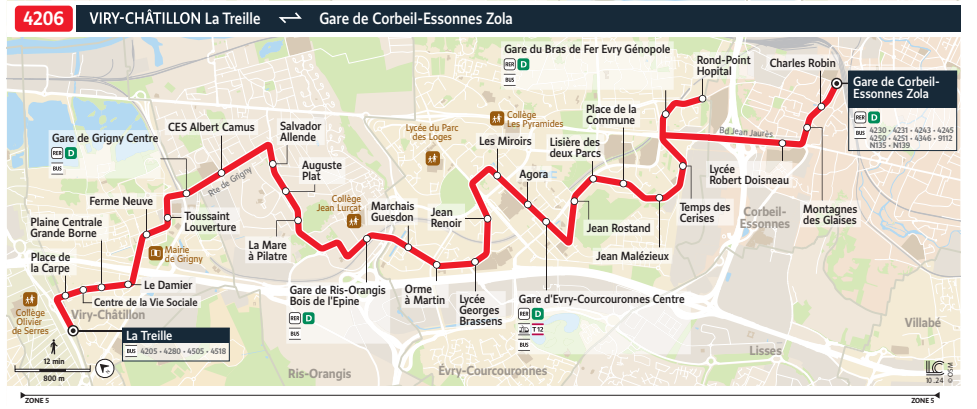 4206 VIRY-CHÂTILLON La Treille ⇌ Gare de Corbeil-Essonnes Zola
Gare du Bras de Fer Evry Génopole
RER D
BUS
Rond-Point
Hopital
Charles Robin
Gare de Corbeil-
Essonnes Zola
RER D
BUS
4230 • 4231 • 4243 • 4245
4250 • 4251 • 4346 • 9112
N135 • N139
Bd Jean Jaurès
Place de la
Commune
Collège
Les Pyramides
Lycée du Parc
des Loges
Les Miroirs
Lisière des
deux Parcs
Agora
CES Albert Camus
Salvador
Allende
Gare de Grigny Centre
RER D
BUS
Rte de Grigny
Auguste
Plat
Lycée
Robert Doisneau
Ferme Neuve
Collège
Jean Lurçat
Marchais
Guesdon
Jean
Renoir
Temps des
Cerises
Corbeil-
Essonnes
Montagnes
des Glaises
Toussaint
Louverture
Plaine Centrale
Grande Borne
Jean Rostand
Mairie
de Grigny
La Mare
à Pilatre
Jean Malézieux
Place de
la Carpe
Le Damier
Centre de la Vie Sociale
Gare de Ris-Orangis
Bois de l'Epine
RER D
BUS
Orme
à Martin
Lycée
Georges
Brassens
Gare d'Evry-Courcouronnes Centre
RER D
T12
BUS
Collège
Olivier
de Serres
Viry-Châtillon
La Treille
BUS 4205 • 4280 • 4505 • 4518
Villabé
Lisses
Ris-Orangis
Évry-Courcouronnes
12 min
800 m
10 .24
© OSM
ZONE 5
ZONE 5